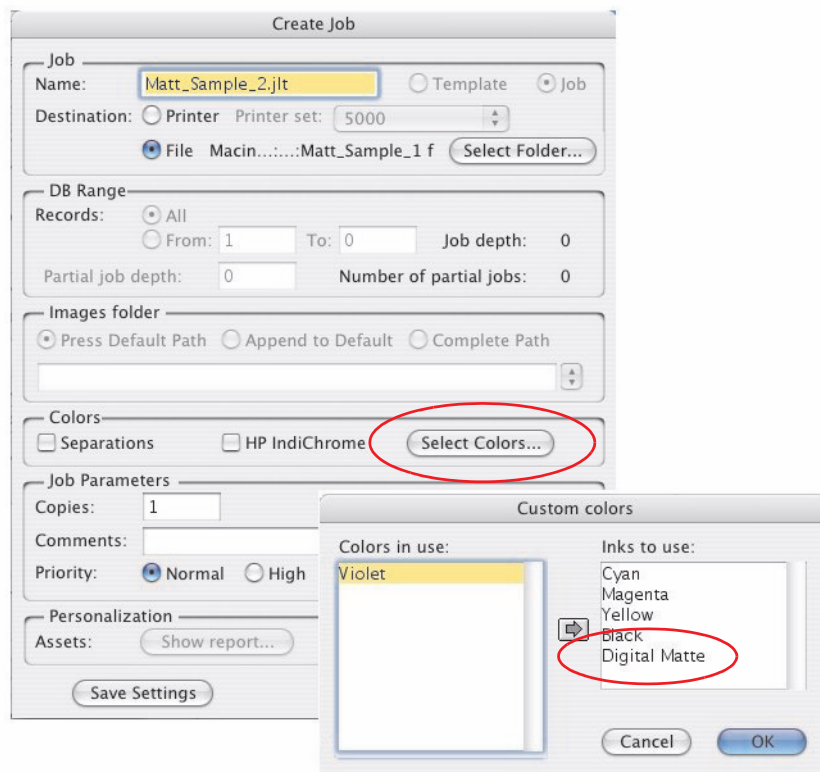 Create Job
Job
Name: Matt_Sample_2.jlt Template Job
Destination: Printer Printer set: 5000
File Macin...:...:Matt_Sample_1 f Select Folder...
DB Range
Records: All
From: 1 To: 0 Job depth: 0
Partial job depth: 0 Number of partial jobs: 0
Images folder
Press Default Path Append to Default Complete Path
Colors
Separations HP IndiChrome Select Colors...
Job Parameters
Copies: 1
Comments:
Priority: Normal High
Personalization
Assets: Show report...
Save Settings
Custom colors
Colors in use:
Violet
Inks to use:
Cyan
Magenta
Yellow
Black
Digital Matte
Cancel OK